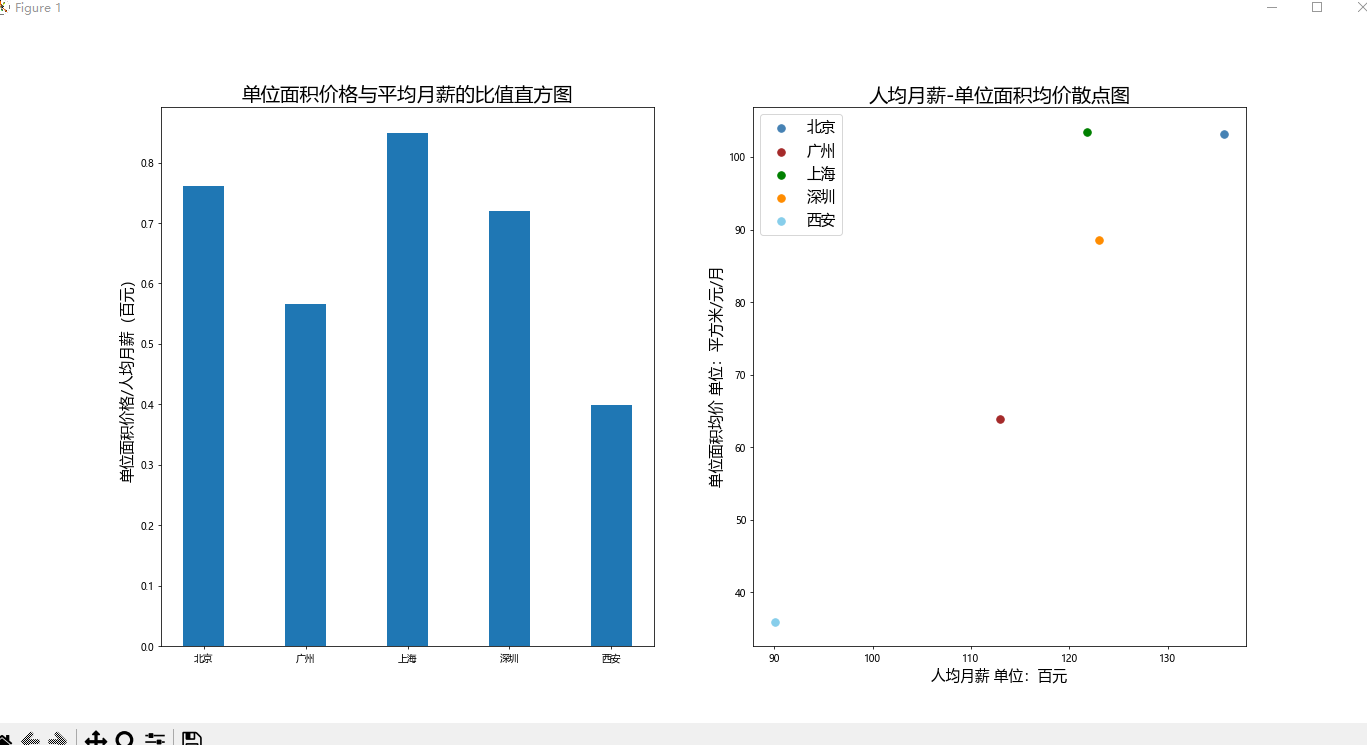 Figure 1
单位面积价格与平均月薪的比值直方图
单位面积价格/人均月薪（百元）
0.8
0.7
0.6
0.5
0.4
0.3
0.2
0.1
0.0
北京 广州 上海 深圳 西安
人均月薪-单位面积均价散点图
北京
广州
上海
深圳
西安
单位面积均价 单位：平方米/元/月
100
90
80
70
60
50
40
90 100 110 120 130
人均月薪 单位：百元